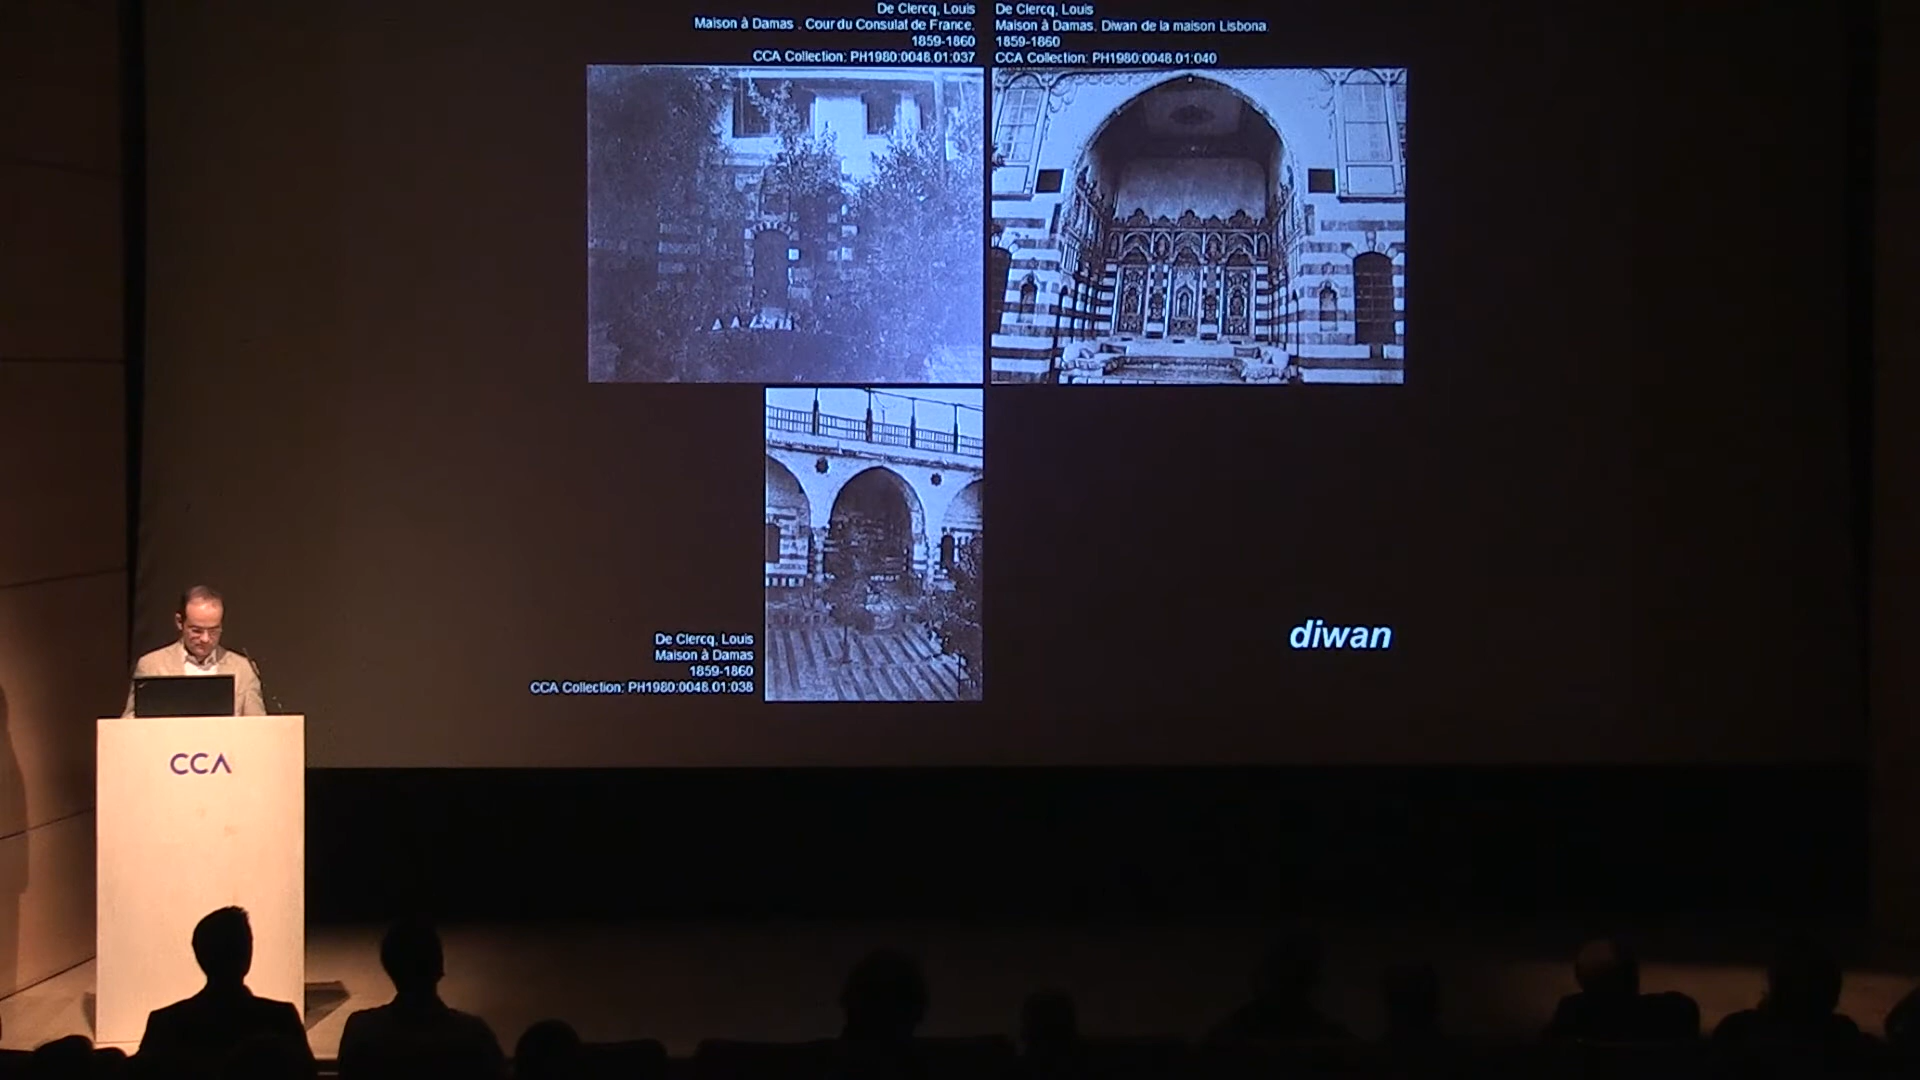 De Clercq, Louis
Maison à Damas . Cour du Consulat de France.
1859-1860
CCA Collection: PH1980:0048.01:037
De Clercq, Louis
Maison à Damas. Diwan de la maison Lisbona.
1859-1860
CCA Collection: PH1980:0048.01:040
De Clercq, Louis
Maison à Damas
1859-1860
CCA Collection: PH1980:0048.01:038
diwan
CCA